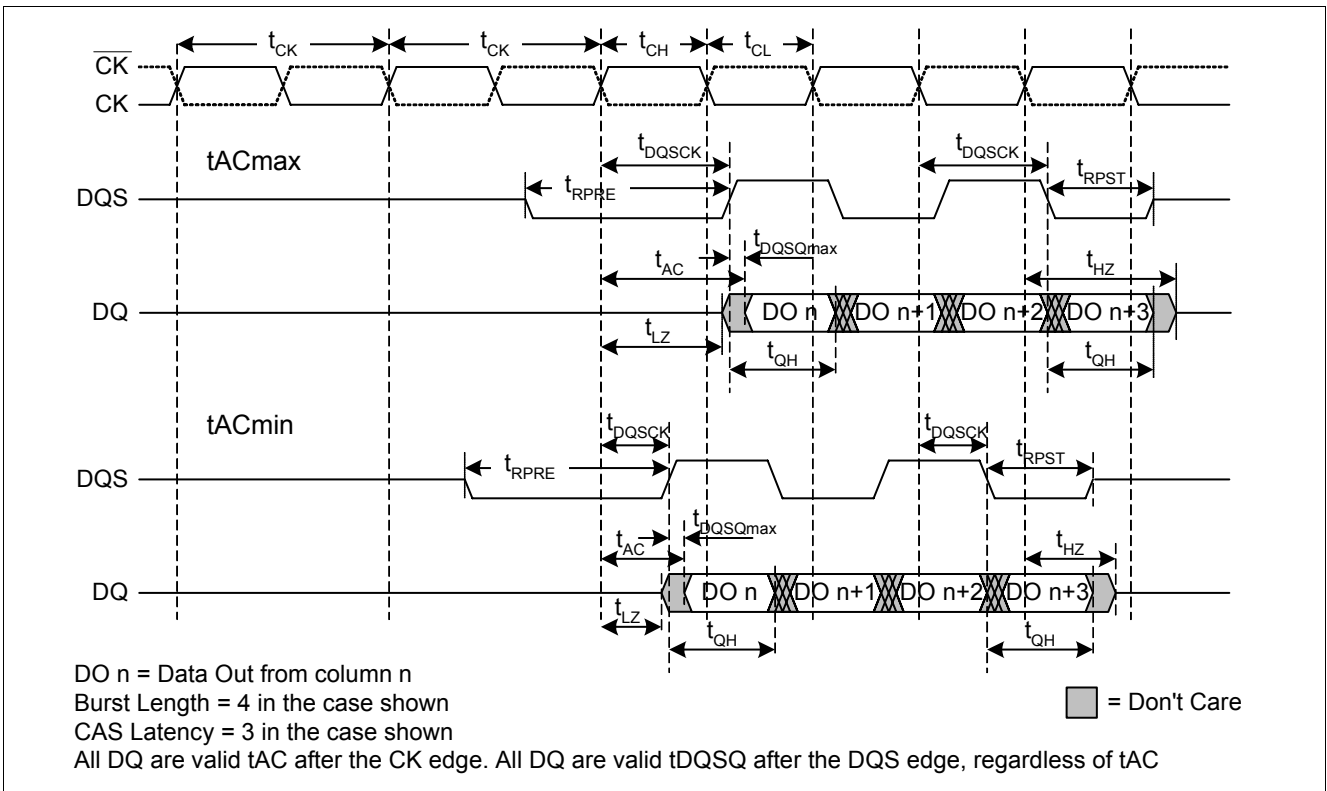 tCK tCK tCH tCL
CK
CK
tACmax
tDQSCK tDQSCK
DQS tRPRE tRPST
tDQSQmax
tAC tHZ
DQ DO n DO n+1 DO n+2 DO n+3
tLZ
tQH tQH
tACmin
tDQSCK tDQSCK
DQS tRPRE tRPST
tDQSQmax
tAC tHZ
DQ DO n DO n+1 DO n+2 DO n+3
tLZ
tQH tQH
DO n = Data Out from column n
Burst Length = 4 in the case shown
= Don't Care
CAS Latency = 3 in the case shown
All DQ are valid tAC after the CK edge. All DQ are valid tDQSQ after the DQS edge, regardless of tAC